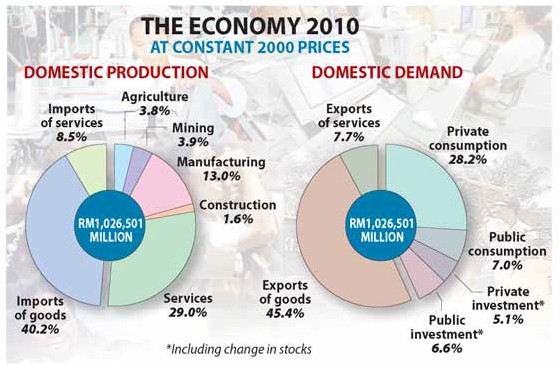 THE ECONOMY 2010
AT CONSTANT 2000 PRICES
DOMESTIC PRODUCTION
Agriculture
3.8%
Mining
3.9%
Manufacturing
13.0%
Construction
1.6%
Services
29.0%
Imports
of goods
40.2%
Imports
of services
8.5%
RM1,026,501
MILLION
DOMESTIC DEMAND
Private
consumption
28.2%
Public
consumption
7.0%
Private
investment*
5.1%
Public
investment*
6.6%
Exports
of goods
45.4%
Exports
of services
7.7%
RM1,026,501
MILLION
*Including change in stocks